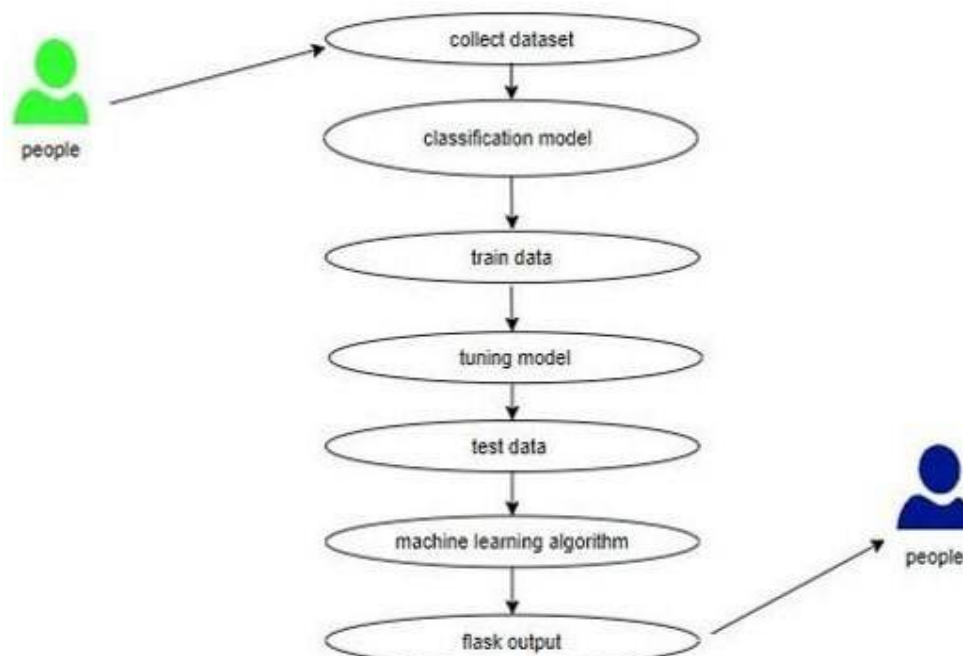 collect dataset
people
classification model
train data
tuning model
test data
machine learning algorithm
people
flask output